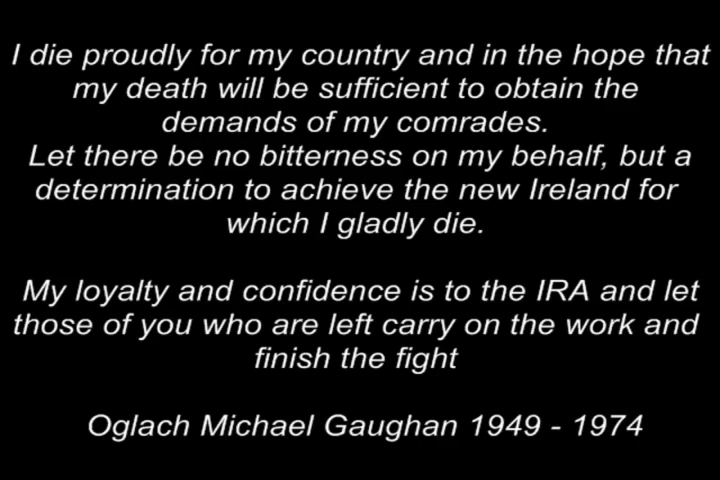 I die proudly for my country and in the hope that
my death will be sufficient to obtain the
demands of my comrades.
Let there be no bitterness on my behalf, but a
determination to achieve the new Ireland for
which I gladly die.
My loyalty and confidence is to the IRA and let
those of you who are left carry on the work and
finish the fight
Oglach Michael Gaughan 1949 - 1974